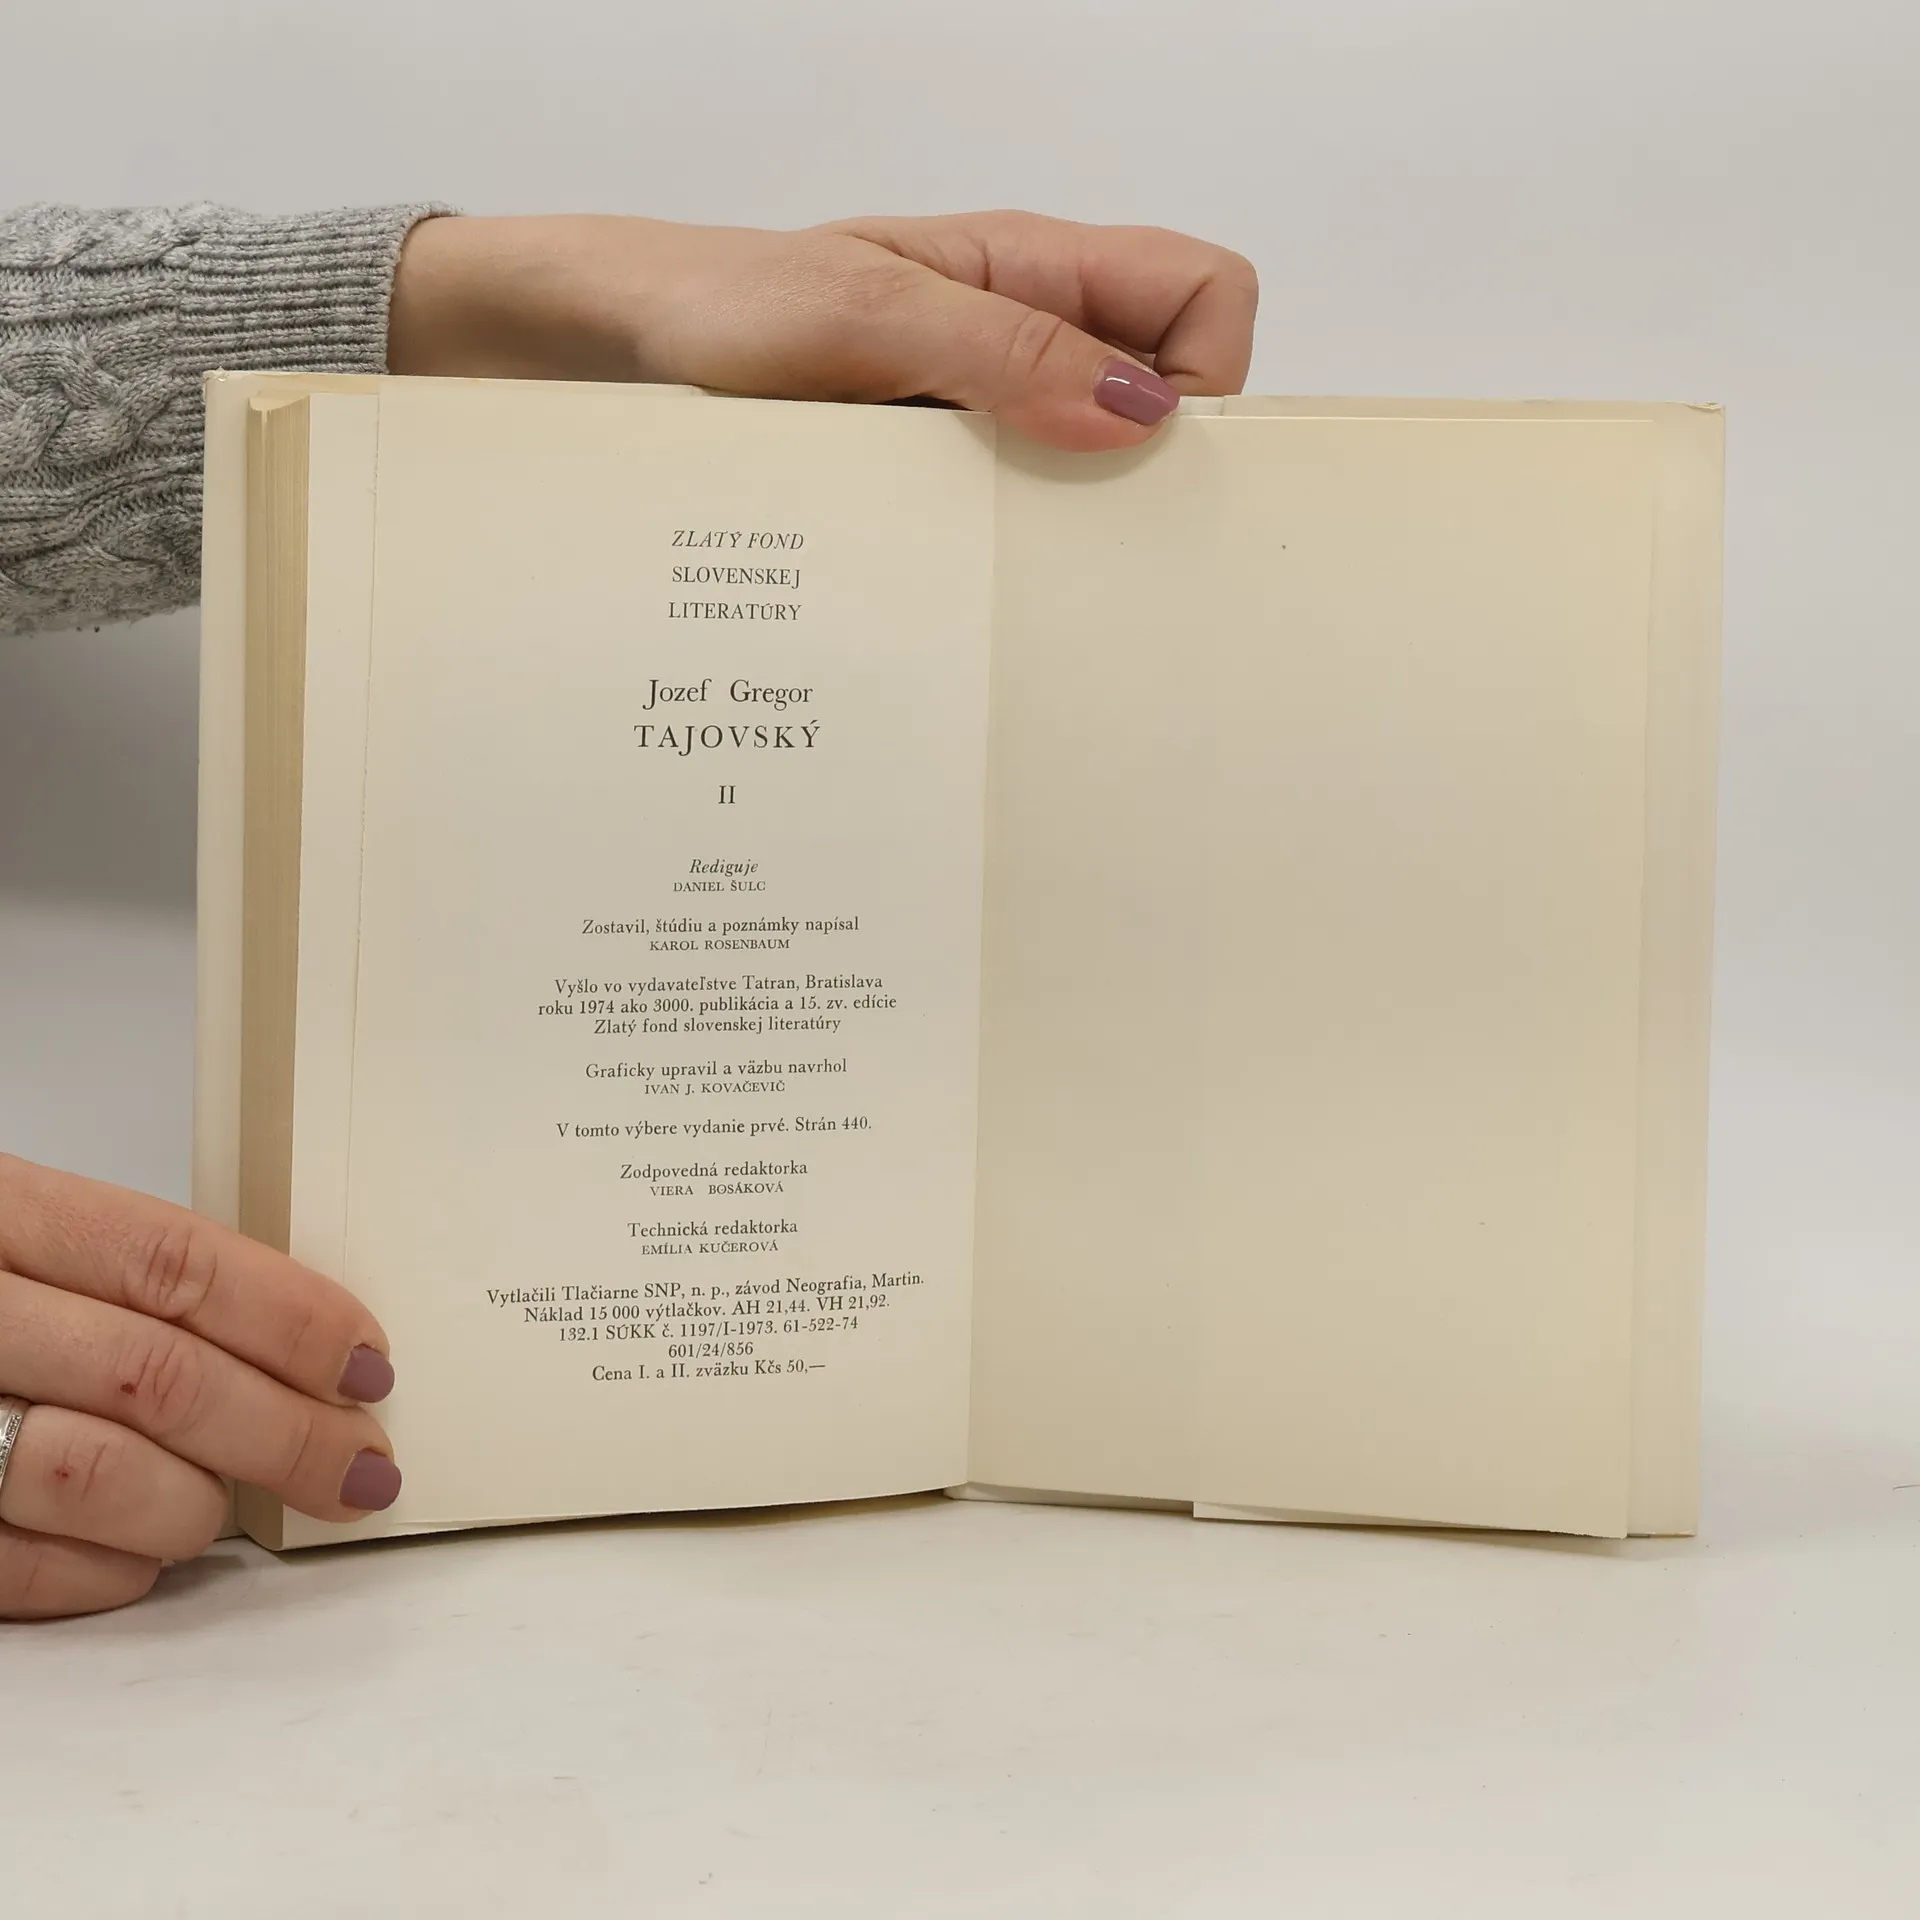 ZLATÝ FOND
SLOVENSKEJ
LITERATÚRY
Jozef Gregor
TAJOVSKÝ
II
Rediguje
DANIEL ŠULC
Zostavil, štúdiu a poznámky napísal
KAROL ROSENBAUM
Vyšlo vo vydavateľstve Tatran, Bratislava
roku 1974 ako 3000. publikácia a 15. zv. edície
Zlatý fond slovenskej literatúry
Graficky upravil a väzbu navrhol
IVAN J. KOVAČEVIČ
V tomto výbere vydanie prvé. Strán 440.
Zodpovedná redaktorka
VIERA BOSÁKOVÁ
Technická redaktorka
EMÍLIA KUČEROVÁ
Vytlačili Tlačiarne SNP, n. p., závod Neografia, Martin.
Náklad 15 000 výtlačkov. AH 21,44. VH 21,92.
132.1 SÚKK č. 1197/I-1973. 61-522-74
601/24/856
Cena I. a II. zväzku Kčs 50,—